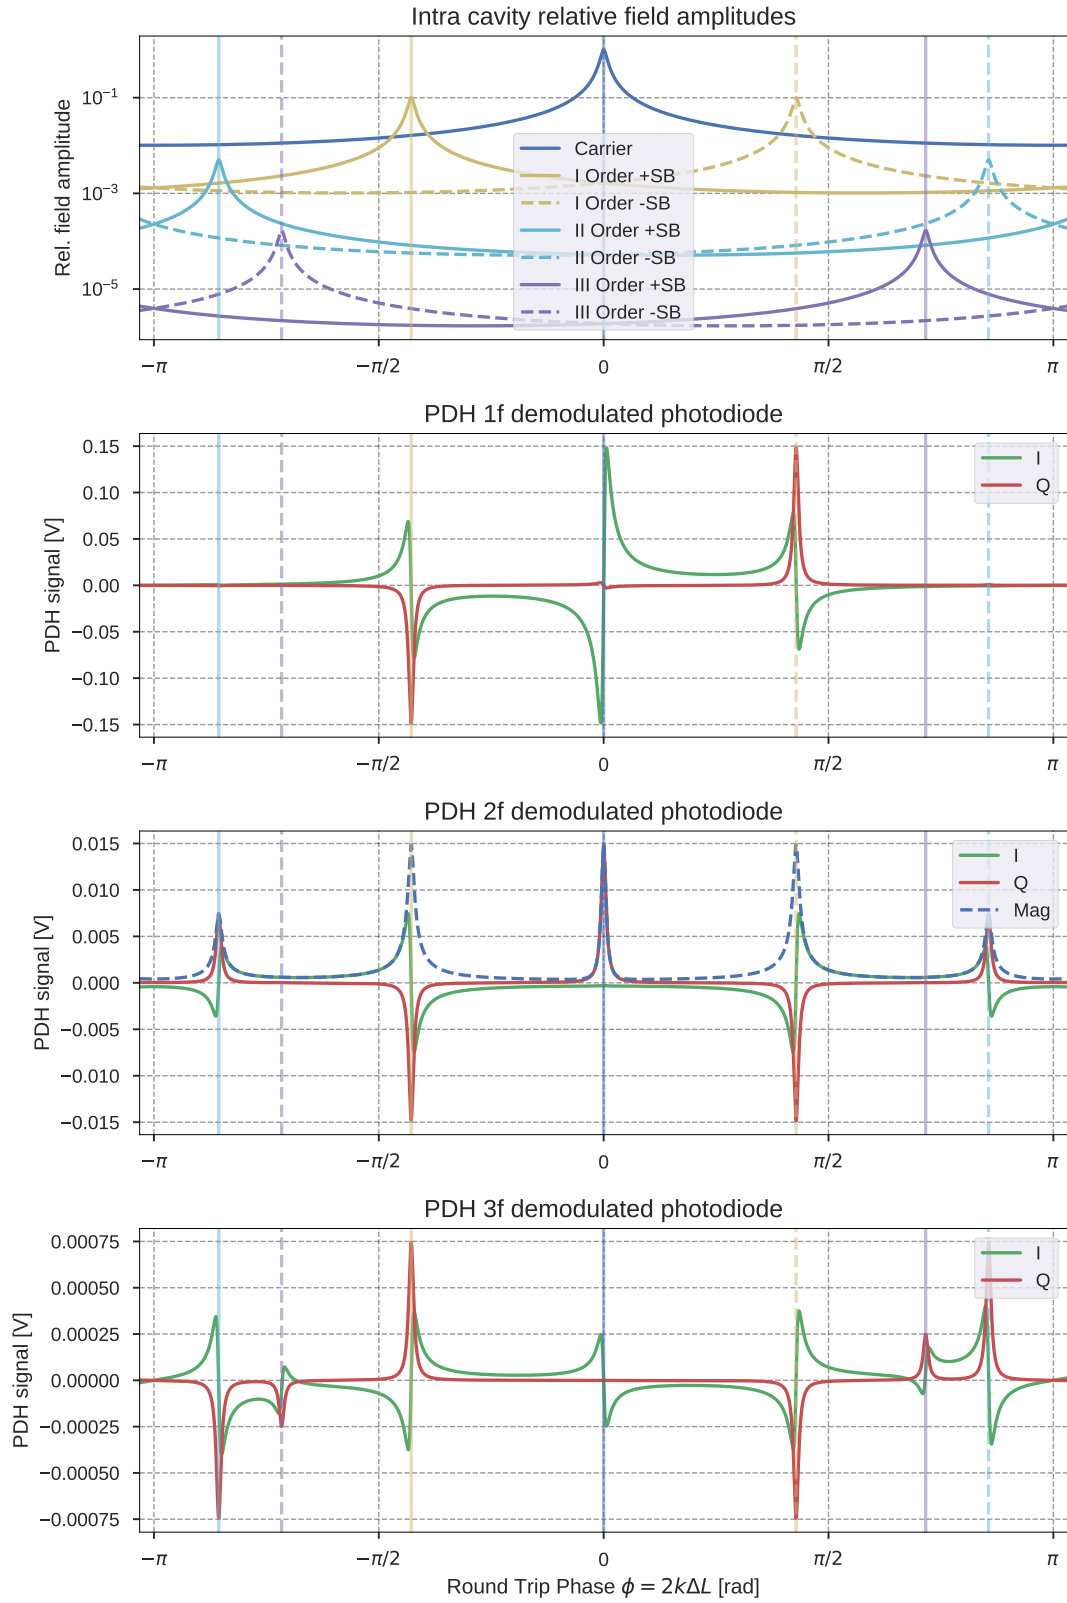 Intra cavity relative field amplitudes
Rel. field amplitude
10⁻¹
10⁻³
10⁻⁵
Carrier
I Order +SB
I Order -SB
II Order +SB
II Order -SB
III Order +SB
III Order -SB
−π
−π/2
0
π/2
π
PDH 1f demodulated photodiode
PDH signal [V]
0.15
0.10
0.05
0.00
−0.05
−0.10
−0.15
I
Q
−π
−π/2
0
π/2
π
PDH 2f demodulated photodiode
PDH signal [V]
0.015
0.010
0.005
0.000
−0.005
−0.010
−0.015
I
Q
Mag
−π
−π/2
0
π/2
π
PDH 3f demodulated photodiode
PDH signal [V]
0.00075
0.00050
0.00025
0.00000
−0.00025
−0.00050
−0.00075
I
Q
−π
−π/2
0
π/2
π
Round Trip Phase ϕ = 2kΔL [rad]